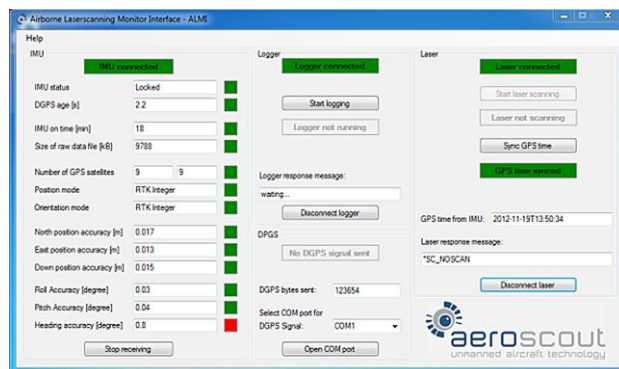 Airborne Laserscanning Monitor Interface - ALMI
Help
IMU
IMU connected
IMU status Locked
DGPS age [s] 2.2
IMU on time [min] 18
Size of raw data file [kB] 9788
Number of GPS satellites 9 9
Position mode RTK Integer
Orientation mode RTK Integer
North position accuracy [m] 0.017
East position accuracy [m] 0.013
Down position accuracy [m] 0.015
Roll Accuracy [degree] 0.03
Pitch Accuracy [degree] 0.04
Heading accuracy [degree] 0.8
Stop receiving
Logger
Logger connected
Start logging
Logger not running
Logger response message:
waiting...
Disconnect logger
DPGS
No DGPS signal sent
DGPS bytes sent: 123654
Select COM port for
DGPS Signal: COM1
Open COM port
Laser
Laser connected
Start laser scanning
Laser not scanning
Sync GPS time
GPS time synced
GPS time from IMU: 2012-11-19T13:50:34
Laser response message:
*SC_NOSCAN
Disconnect laser
aeroscout
unmanned aircraft technology